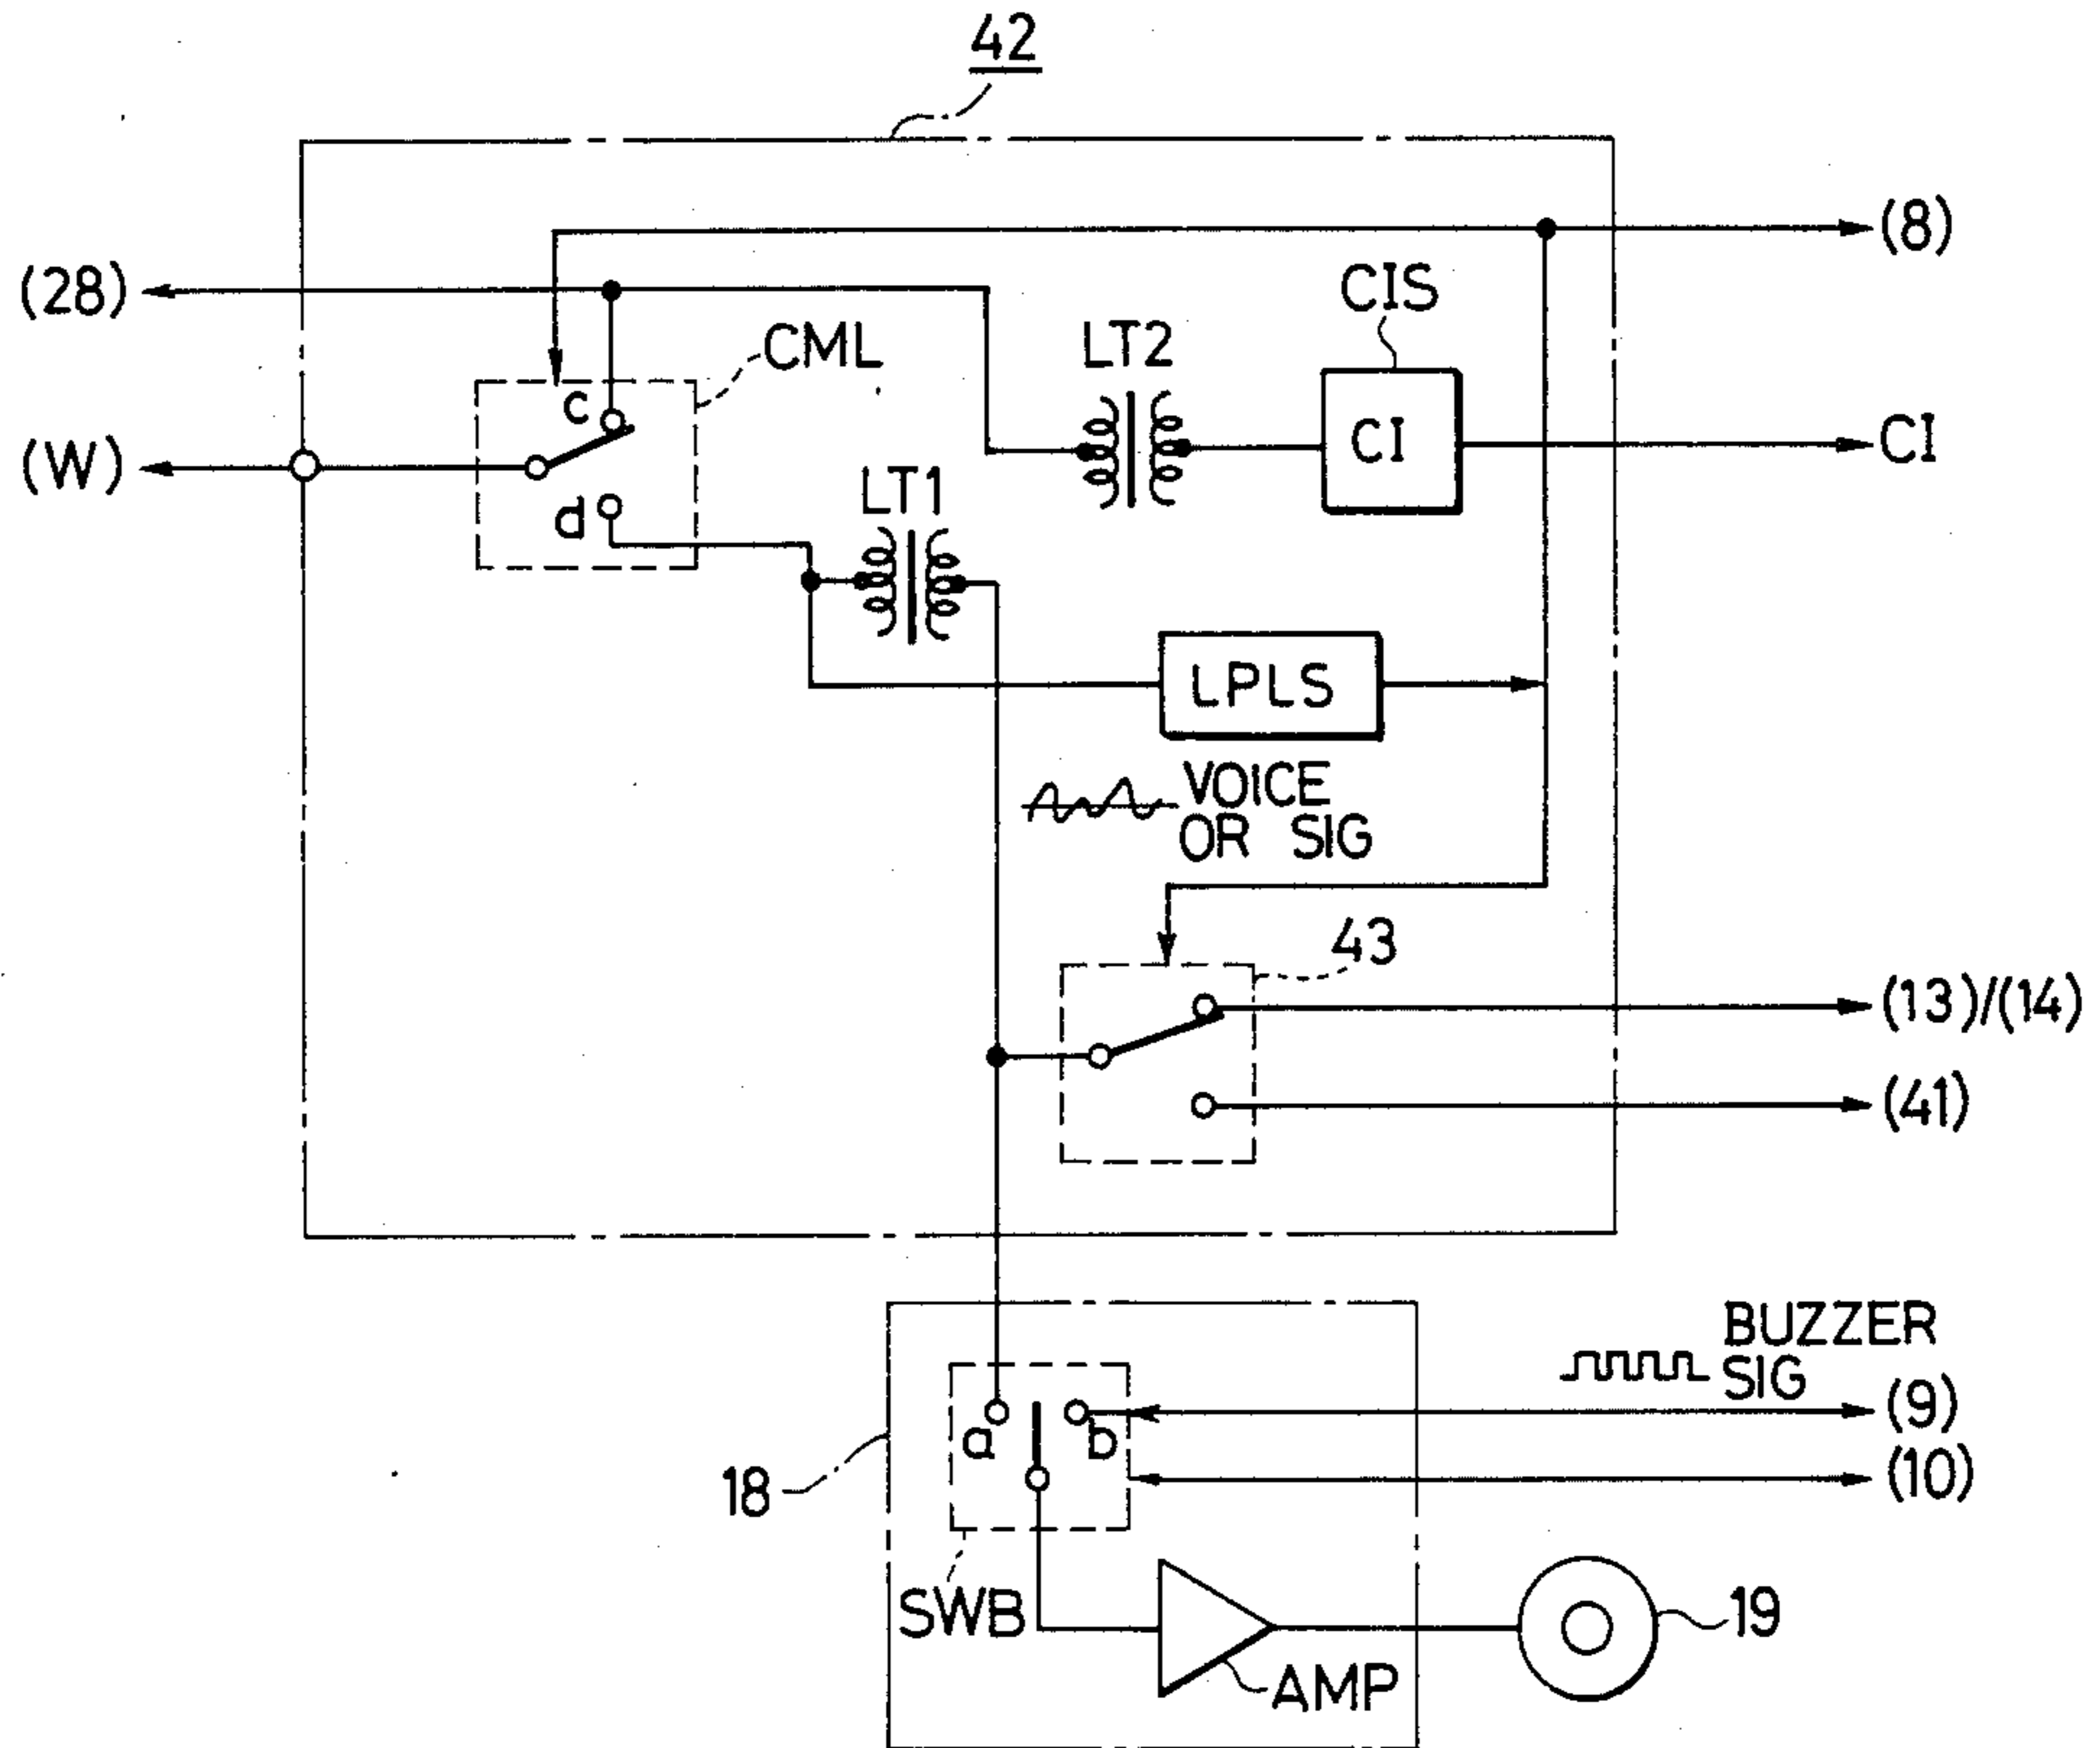 42
(8)
(28)
CIS
CML
LT2
c
CI
CI
(W)
LT1
d
LPLS
VOICE
OR SIG
43
(13)/(14)
(41)
BUZZER
SIG
(9)
a
b
(10)
18
SWB
19
AMP